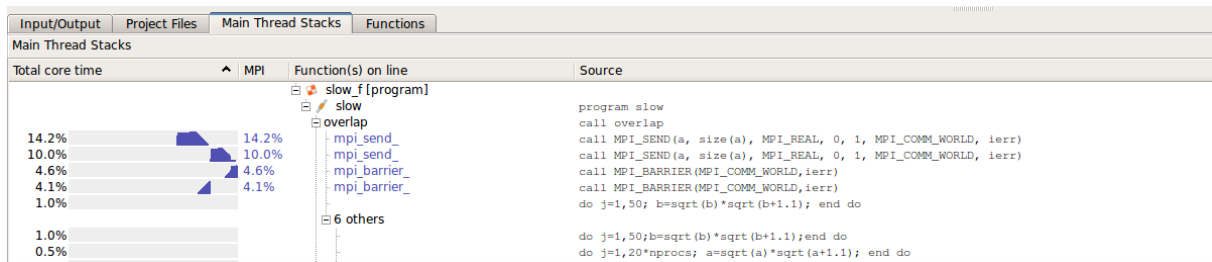 Input/Output Project Files Main Thread Stacks Functions
Main Thread Stacks
Total core time MPI Function(s) on line Source
slow_f [program]
slow program slow
overlap call overlap
14.2% 14.2% mpi_send_ call MPI_SEND(a, size(a), MPI_REAL, 0, 1, MPI_COMM_WORLD, ierr)
10.0% 10.0% mpi_send_ call MPI_SEND(a, size(a), MPI_REAL, 0, 1, MPI_COMM_WORLD, ierr)
4.6% 4.6% mpi_barrier_ call MPI_BARRIER(MPI_COMM_WORLD,ierr)
4.1% 4.1% mpi_barrier_ call MPI_BARRIER(MPI_COMM_WORLD,ierr)
1.0% do j=1,50; b=sqrt(b)*sqrt(b+1.1); end do
6 others
1.0% do j=1,50;b=sqrt(b)*sqrt(b+1.1);end do
0.5% do j=1,20*nprocs; a=sqrt(a)*sqrt(a+1.1); end do